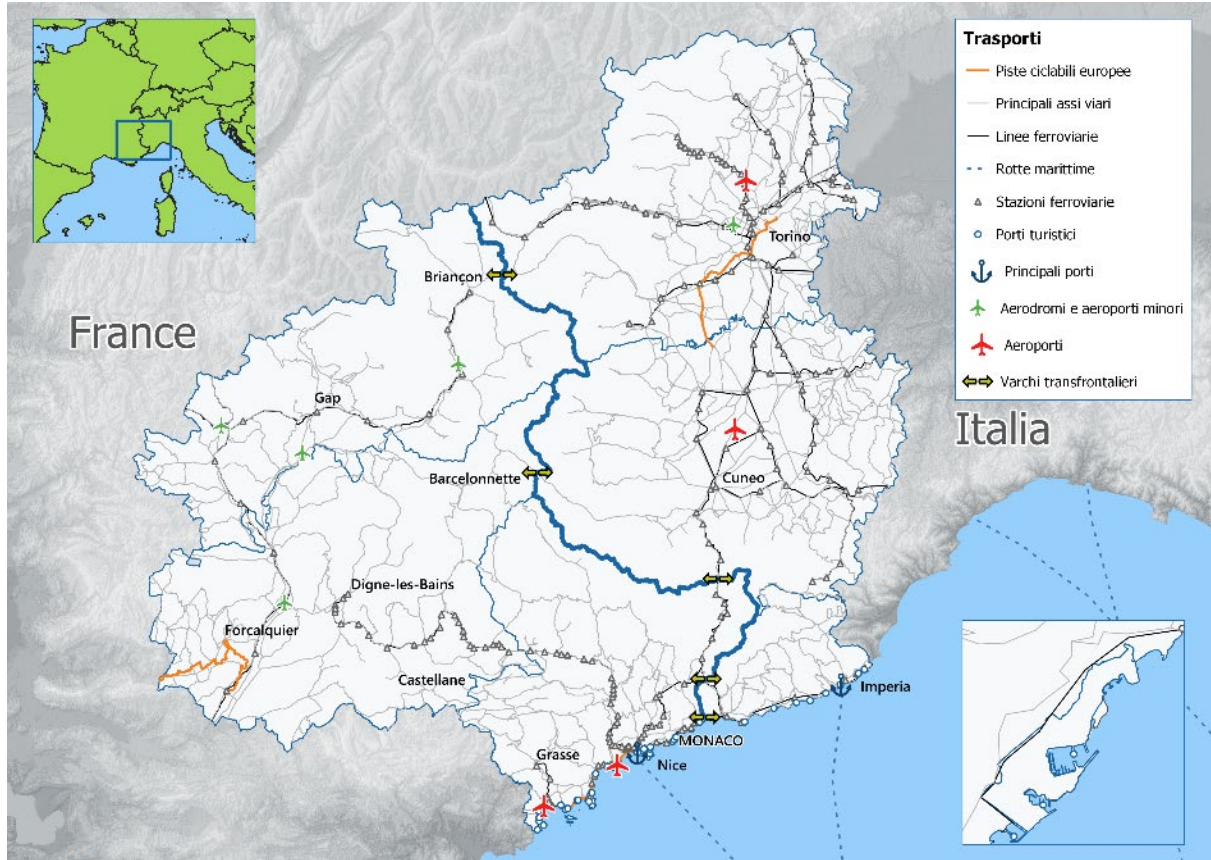 Trasporti
Piste ciclabili europee
Principali assi viari
Linee ferroviarie
Rotte marittime
Stazioni ferroviarie
Porti turistici
Principali porti
Aerodromi e aeroporti minori
Aeroporti
Varchi transfrontalieri
Torino
Briançon
France
Gap
Italia
Barcelonnette
Cuneo
Digne-les-Bains
Forcalquier
Castellane
Imperia
MONACO
Grasse
Nice